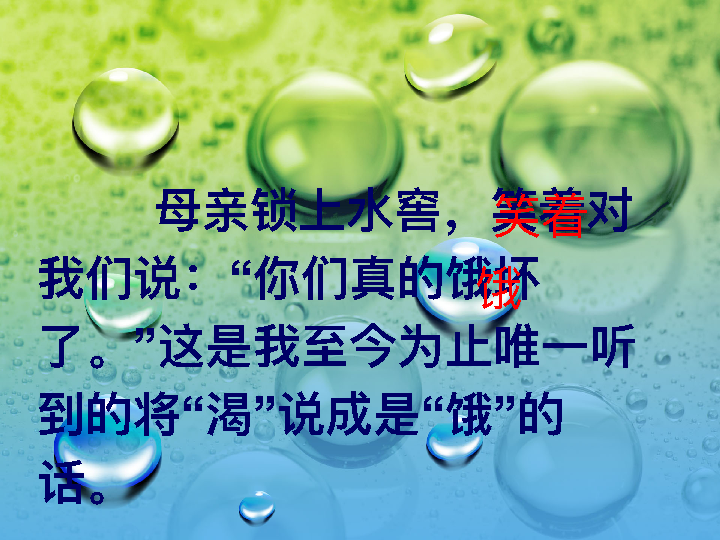 母亲锁上水窖，笑着对
我们说：“你们真的饿坏
了。”这是我至今为止唯一听
到的将“渴”说成是“饿”的
话。
笑着
饿